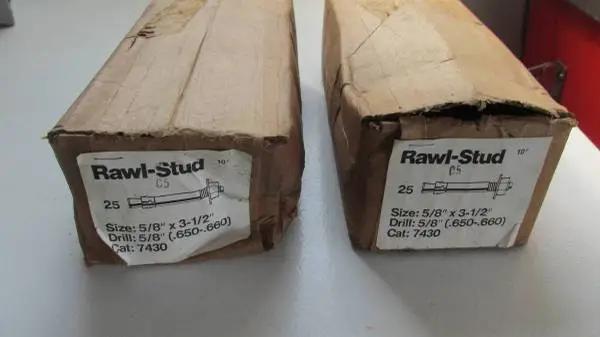 Rawl-Stud 10'
C5
25
Size: 5/8" x 3-1/2"
Drill: 5/8" (.650-.660)
Cat: 7430
Rawl-Stud 10'
C5
25
Size: 5/8" x 3-1/2"
Drill: 5/8" (.650-.660)
Cat: 7430